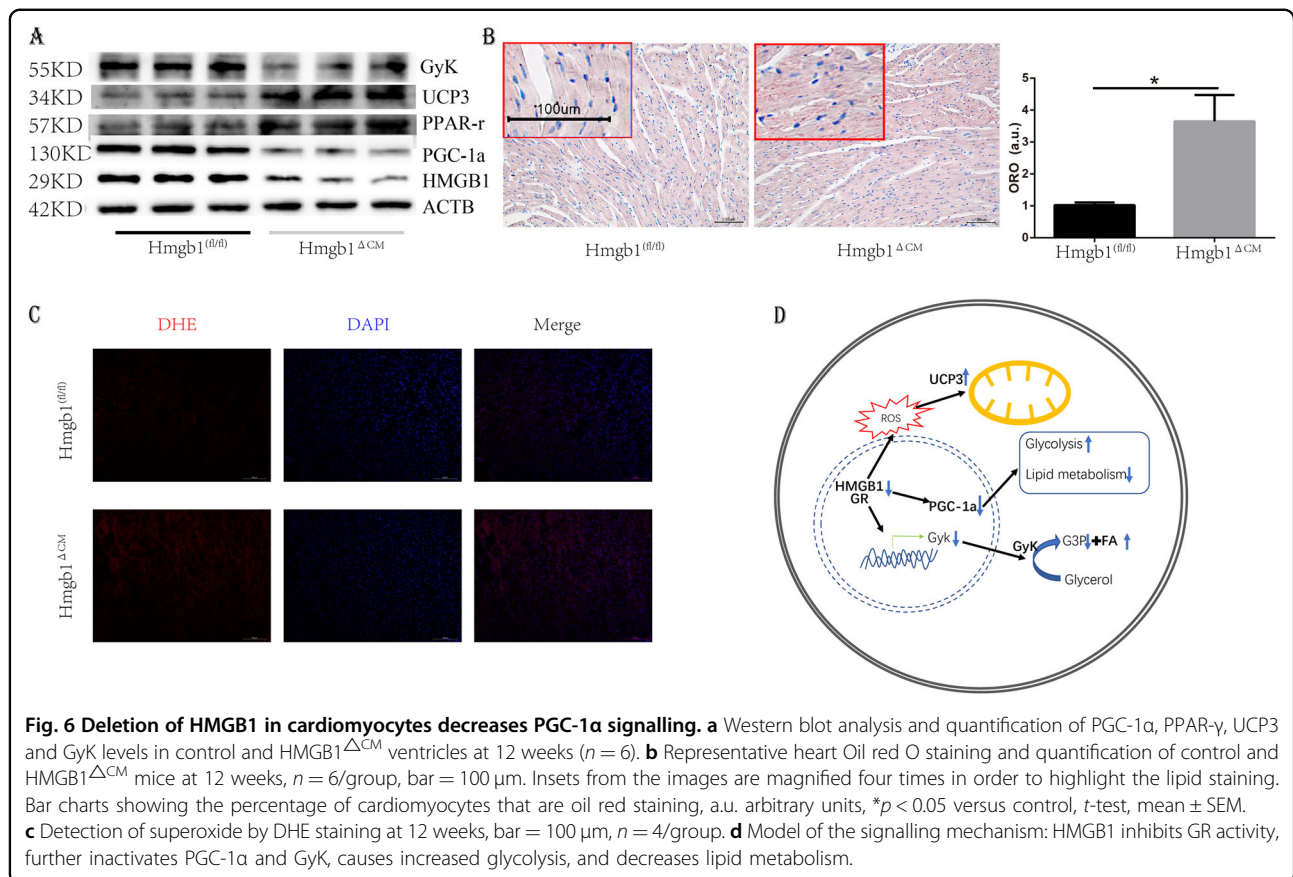 A
55KD GyK
34KD UCP3
57KD PPAR-r
130KD PGC-1a
29KD HMGB1
42KD ACTB
Hmgb1(fl/fl) Hmgb1ΔCM
B
100um
Hmgb1(fl/fl) Hmgb1ΔCM
*
ORO (a.u.)
5
4
3
2
1
0
Hmgb1(fl/fl) Hmgb1ΔCM
C
DHE DAPI Merge
Hmgb1(fl/fl)
Hmgb1ΔCM
D
UCP3
ROS
Glycolysis
Lipid metabolism
HMGB1
GR
PGC-1a
Gyk
GyK
G3P +FA
Glycerol
Fig. 6 Deletion of HMGB1 in cardiomyocytes decreases PGC-1α signalling. a Western blot analysis and quantification of PGC-1α, PPAR-γ, UCP3
and GyK levels in control and HMGB1△CM ventricles at 12 weeks (n = 6). b Representative heart Oil red O staining and quantification of control and
HMGB1△CM mice at 12 weeks, n = 6/group, bar = 100 μm. Insets from the images are magnified four times in order to highlight the lipid staining.
Bar charts showing the percentage of cardiomyocytes that are oil red staining, a.u. arbitrary units, *p < 0.05 versus control, t-test, mean ± SEM.
c Detection of superoxide by DHE staining at 12 weeks, bar = 100 μm, n = 4/group. d Model of the signalling mechanism: HMGB1 inhibits GR activity,
further inactivates PGC-1α and GyK, causes increased glycolysis, and decreases lipid metabolism.